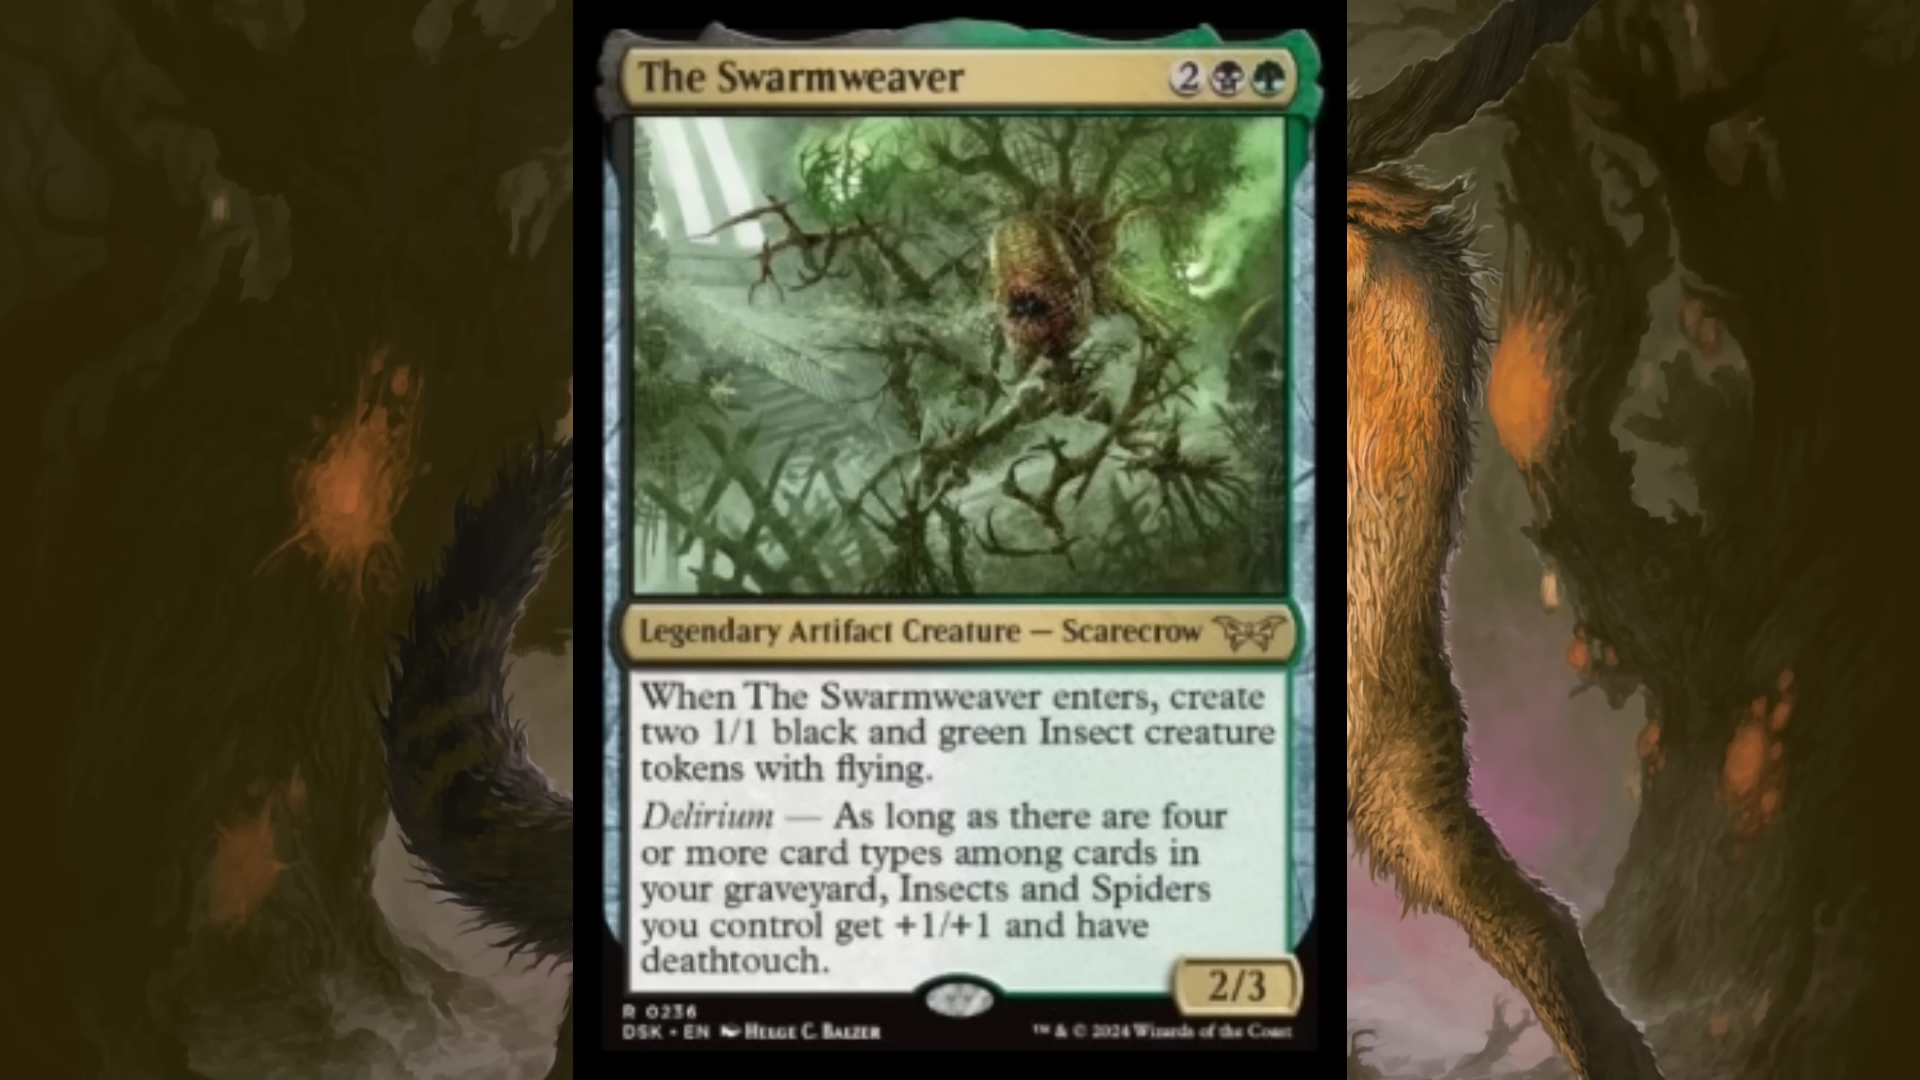 The Swarmweaver 2
Legendary Artifact Creature — Scarecrow
When The Swarmweaver enters, create
two 1/1 black and green Insect creature
tokens with flying.
Delirium — As long as there are four
or more card types among cards in
your graveyard, Insects and Spiders
you control get +1/+1 and have
deathtouch.
2/3
R 0236
DSK • EN HELGE C. BALZER
™ & © 2024 Wizards of the Coast